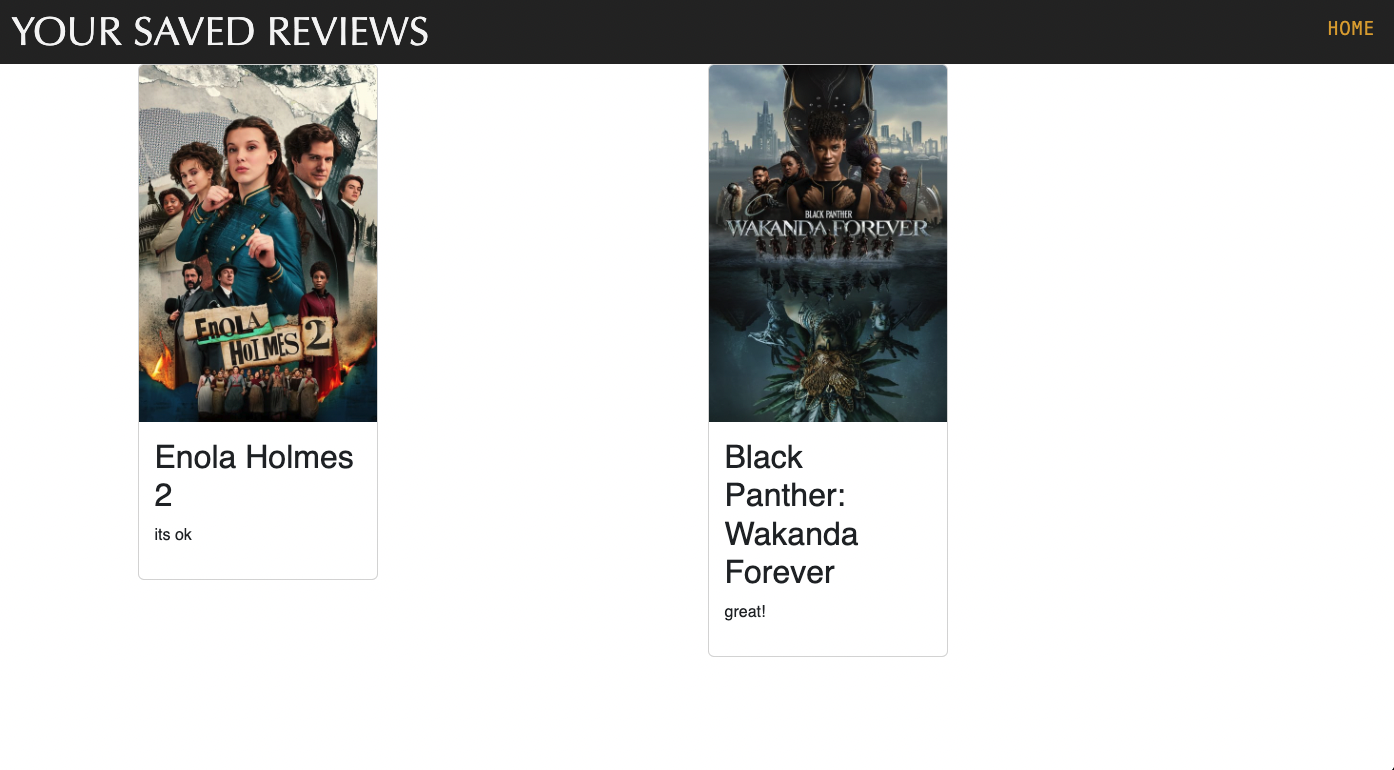 YOUR SAVED REVIEWS
HOME
ENOLA
HOLMES 2
Enola Holmes
2
its ok
BLACK PANTHER
WAKANDA FOREVER
Black
Panther:
Wakanda
Forever
great!